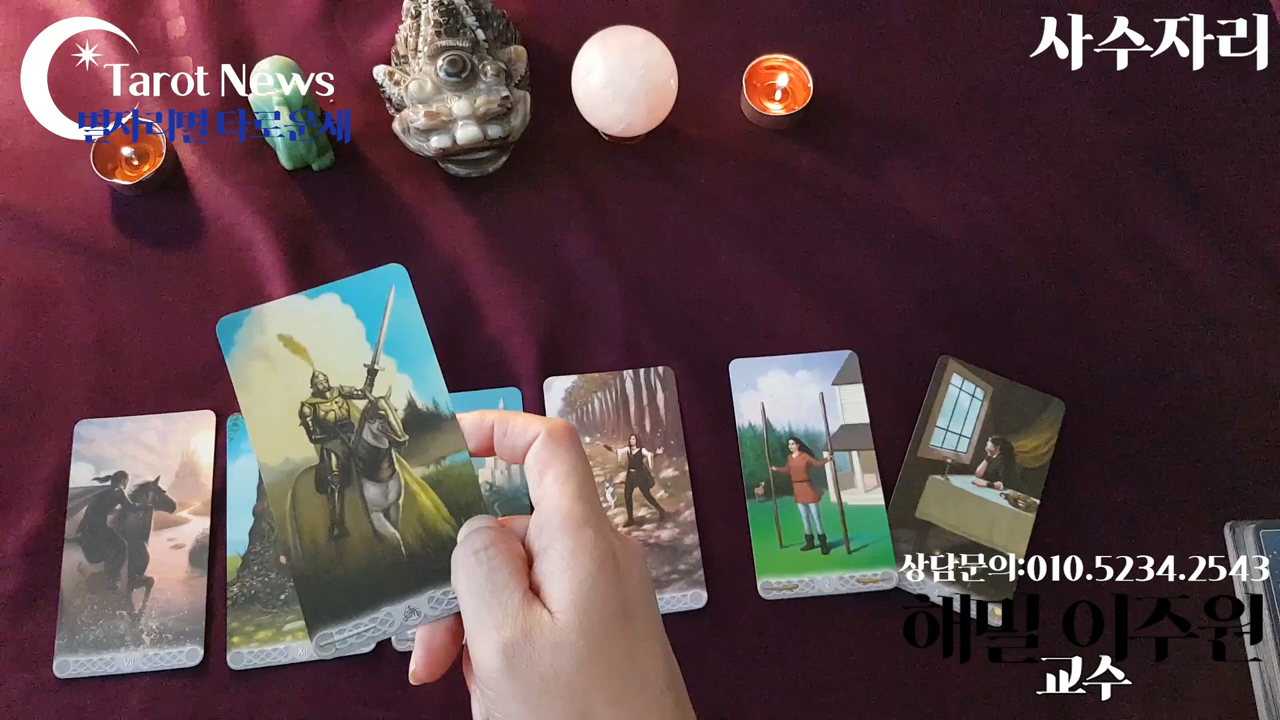 Tarot News
별자리별 타로운세
사수자리
상담문의:010.5234.2543
해밀 이주원
교수